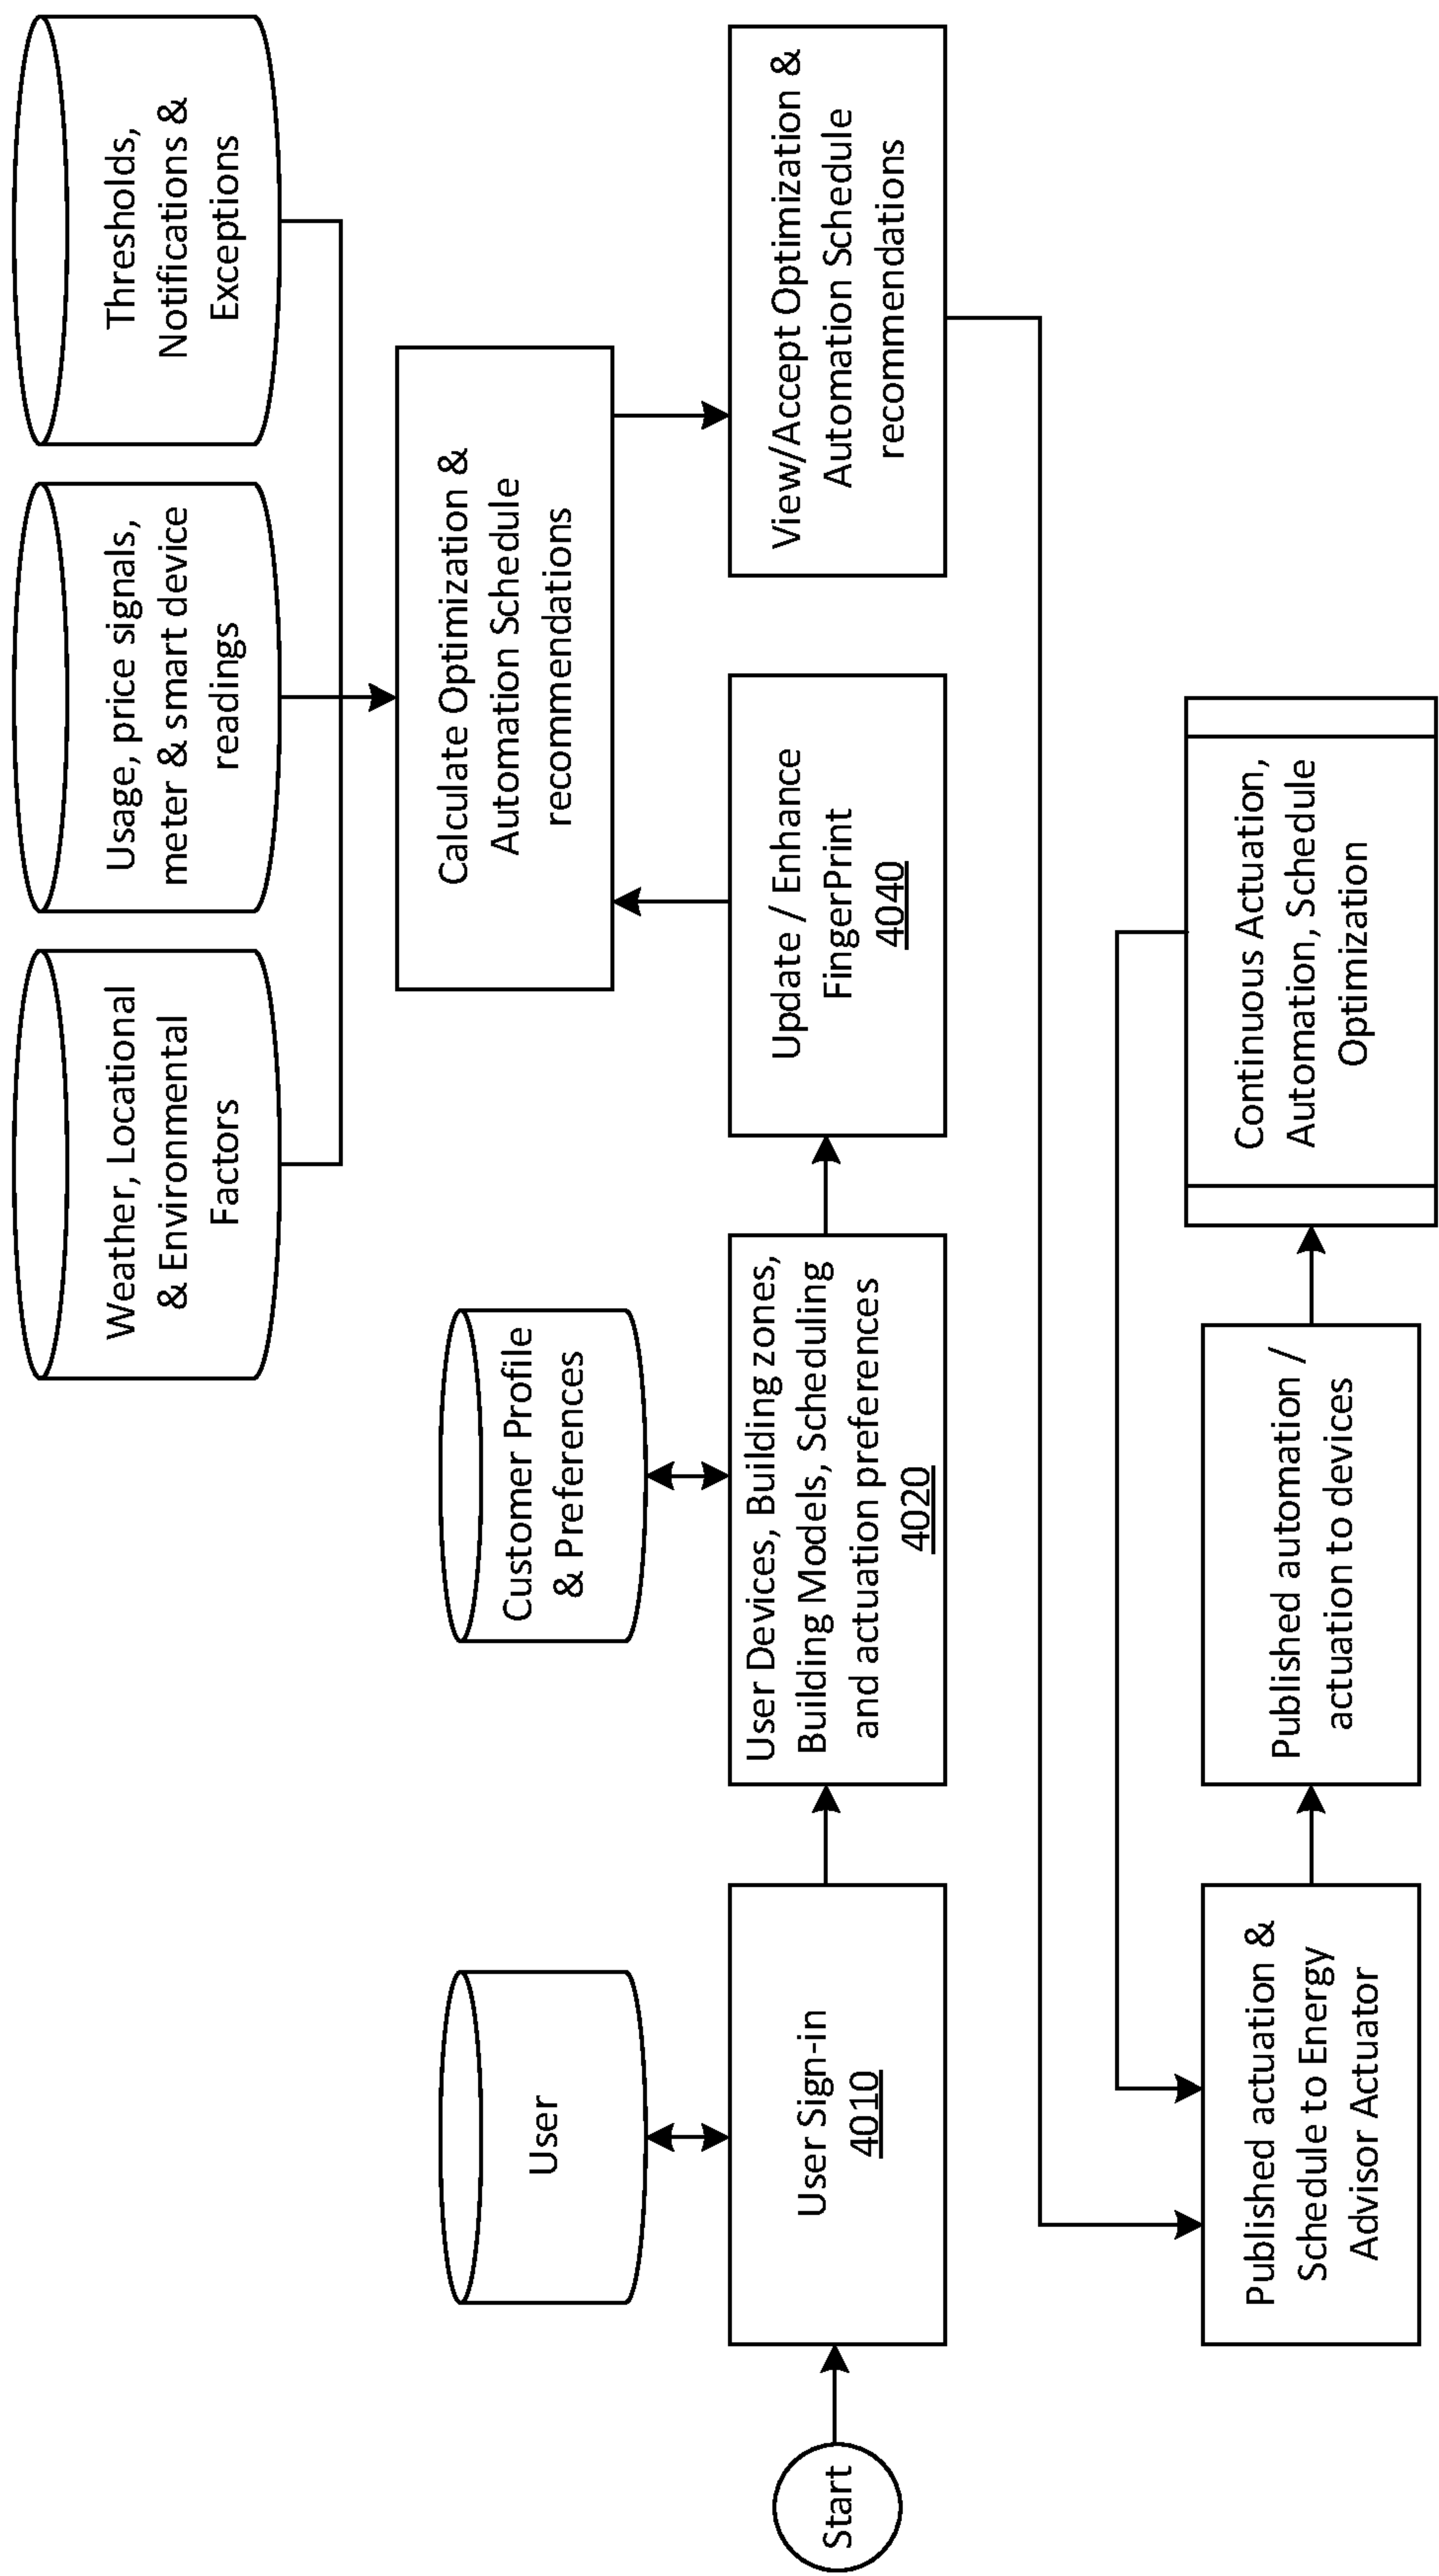 Weather, Locational
& Environmental
Factors
Usage, price signals,
meter & smart device
readings
Thresholds,
Notifications &
Exceptions
User
Customer Profile
& Preferences
Calculate Optimization &
Automation Schedule
recommendations
Start
User Sign-in
4010
User Devices, Building zones,
Building Models, Scheduling
and actuation preferences
4020
Update / Enhance
FingerPrint
4040
View/Accept Optimization &
Automation Schedule
recommendations
Published actuation &
Schedule to Energy
Advisor Actuator
Published automation /
actuation to devices
Continuous Actuation,
Automation, Schedule
Optimization